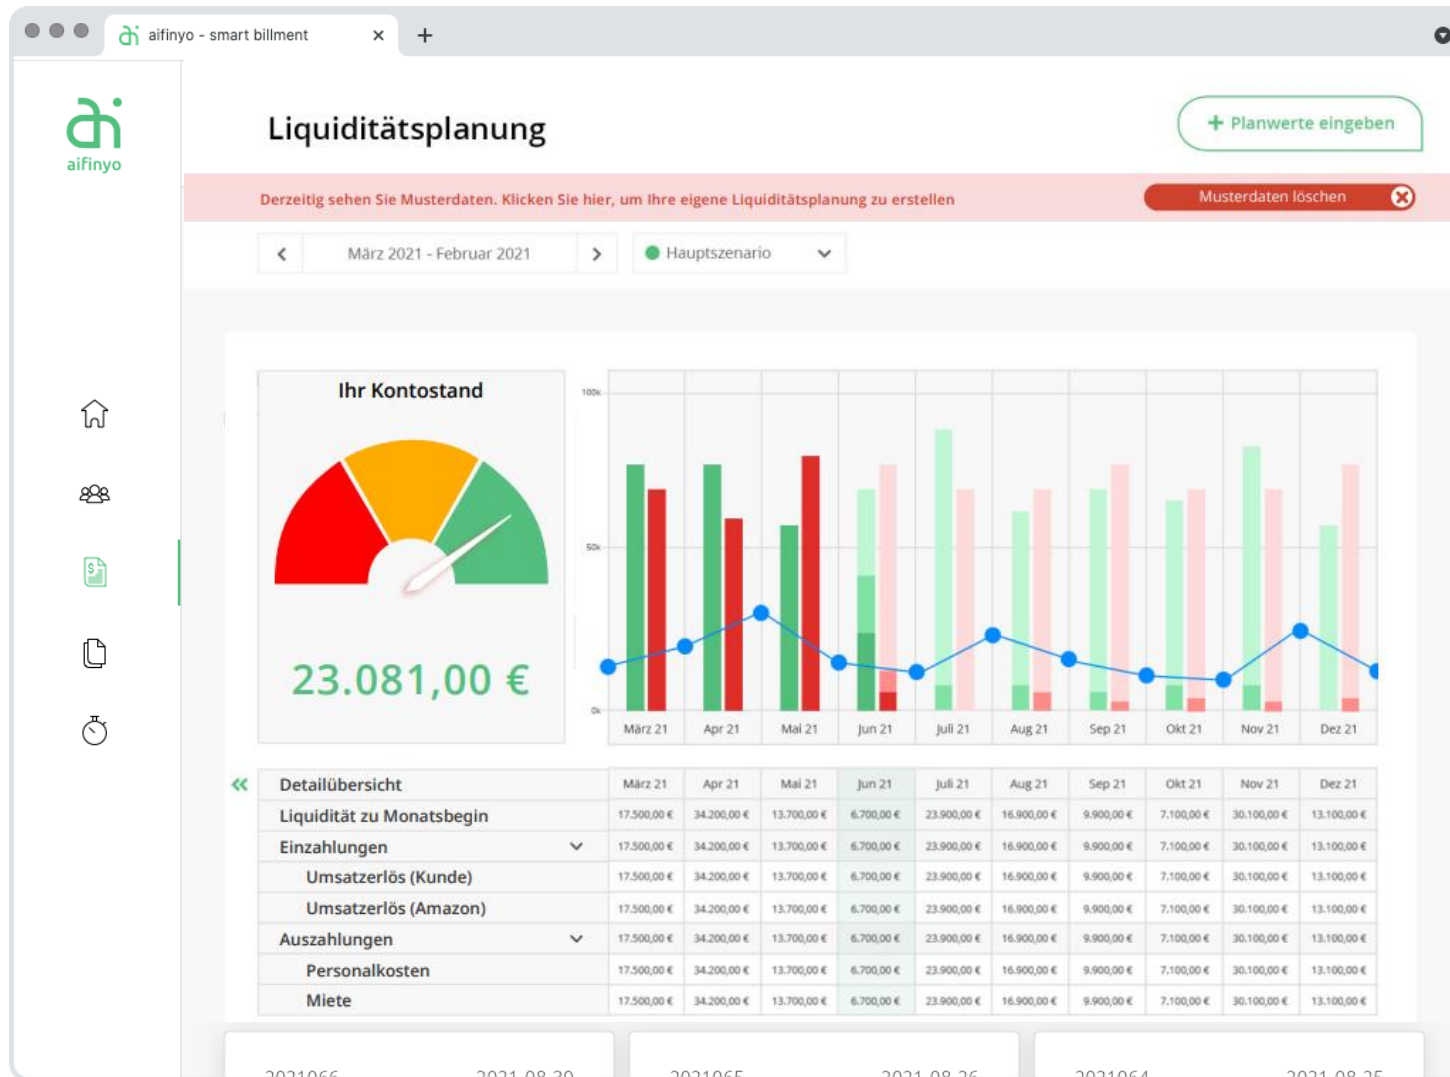 aifinyo - smart billment
aifinyo
Liquiditätsplanung
+ Planwerte eingeben
Derzeitig sehen Sie Musterdaten. Klicken Sie hier, um Ihre eigene Liquiditätsplanung zu erstellen
Musterdaten löschen
März 2021 - Februar 2021
Hauptszenario
Ihr Kontostand
23.081,00 €
100k
50k
0k
März 21 Apr 21 Mai 21 Jun 21 Juli 21 Aug 21 Sep 21 Okt 21 Nov 21 Dez 21
Detailübersicht März 21 Apr 21 Mai 21 Jun 21 Juli 21 Aug 21 Sep 21 Okt 21 Nov 21 Dez 21
Liquidität zu Monatsbegin 17.500,00 € 34.200,00 € 13.700,00 € 6.700,00 € 23.900,00 € 16.900,00 € 9.900,00 € 7.100,00 € 30.100,00 € 13.100,00 €
Einzahlungen 17.500,00 € 34.200,00 € 13.700,00 € 6.700,00 € 23.900,00 € 16.900,00 € 9.900,00 € 7.100,00 € 30.100,00 € 13.100,00 €
Umsatzerlös (Kunde) 17.500,00 € 34.200,00 € 13.700,00 € 6.700,00 € 23.900,00 € 16.900,00 € 9.900,00 € 7.100,00 € 30.100,00 € 13.100,00 €
Umsatzerlös (Amazon) 17.500,00 € 34.200,00 € 13.700,00 € 6.700,00 € 23.900,00 € 16.900,00 € 9.900,00 € 7.100,00 € 30.100,00 € 13.100,00 €
Auszahlungen 17.500,00 € 34.200,00 € 13.700,00 € 6.700,00 € 23.900,00 € 16.900,00 € 9.900,00 € 7.100,00 € 30.100,00 € 13.100,00 €
Personalkosten 17.500,00 € 34.200,00 € 13.700,00 € 6.700,00 € 23.900,00 € 16.900,00 € 9.900,00 € 7.100,00 € 30.100,00 € 13.100,00 €
Miete 17.500,00 € 34.200,00 € 13.700,00 € 6.700,00 € 23.900,00 € 16.900,00 € 9.900,00 € 7.100,00 € 30.100,00 € 13.100,00 €
2021066 2021-08-30 2021065 2021-08-26 2021064 2021-08-25